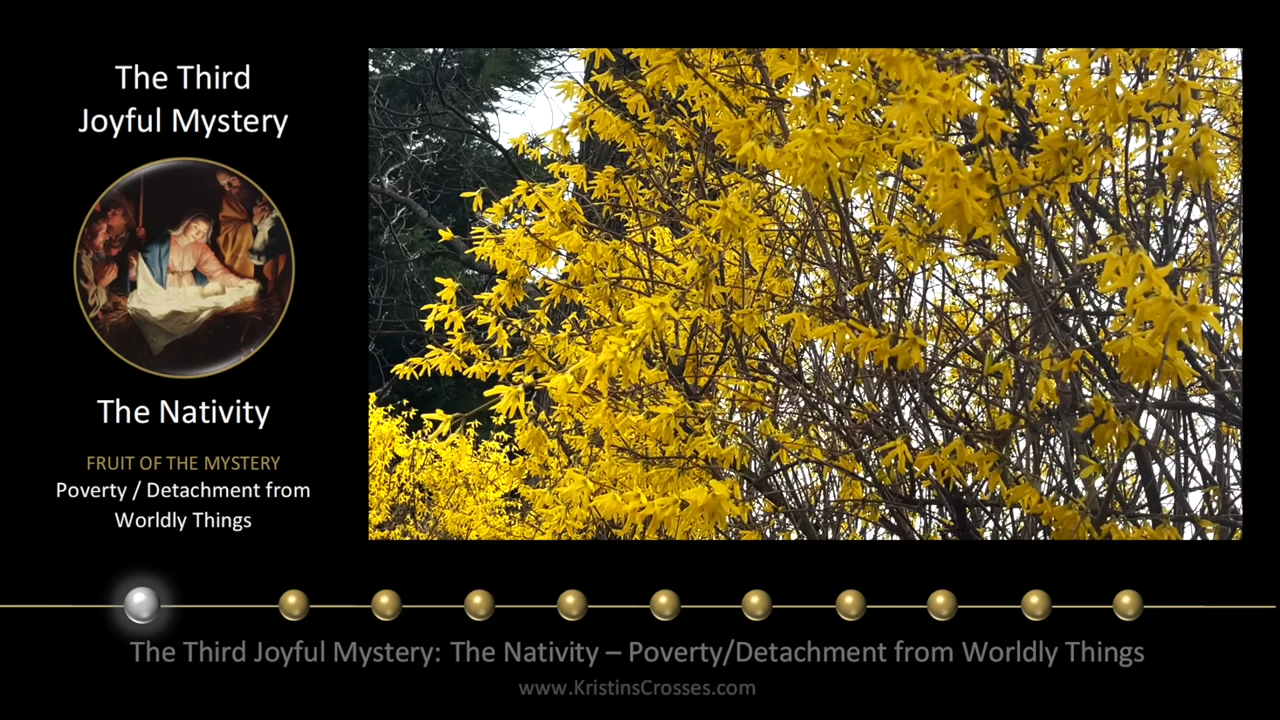 The Third
Joyful Mystery
The Nativity
FRUIT OF THE MYSTERY
Poverty / Detachment from
Worldly Things
The Third Joyful Mystery: The Nativity – Poverty/Detachment from Worldly Things
www.KristinsCrosses.com